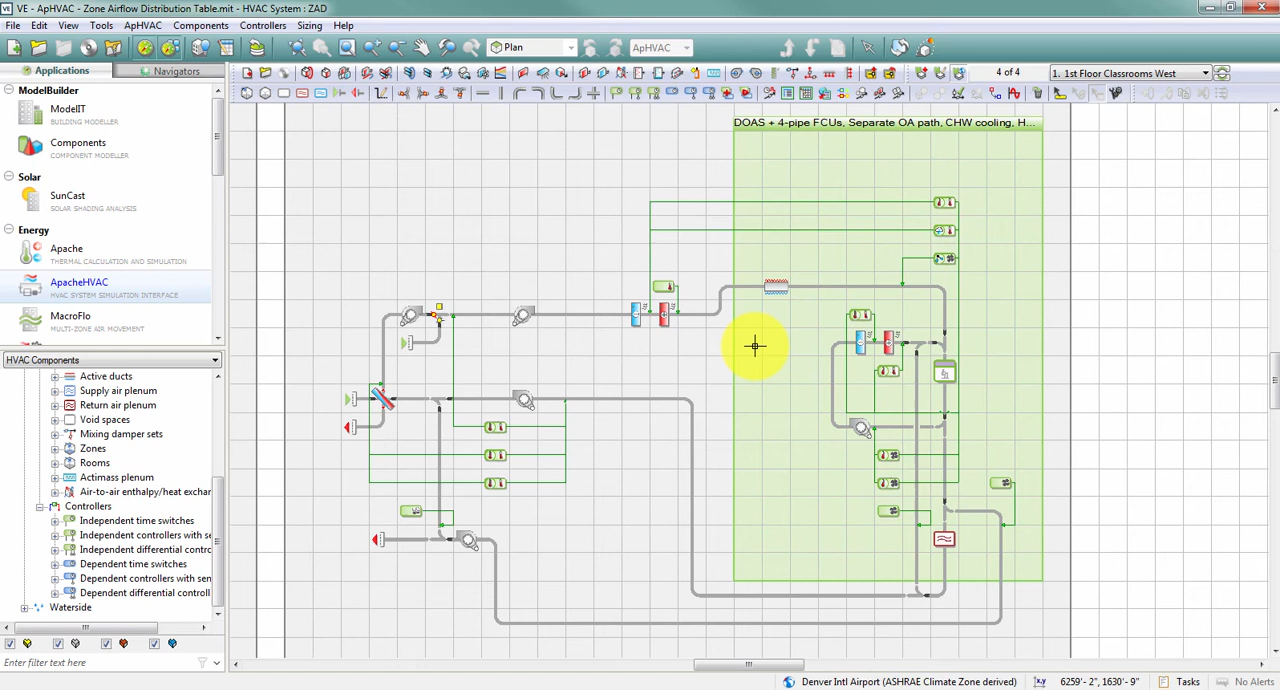 VE - ApHVAC - Zone Airflow Distribution Table.mit - HVAC System : ZAD
File Edit View Tools ApHVAC Components Controllers Sizing Help
Plan
ApHVAC
Applications
Navigators
4 of 4
1. 1st Floor Classrooms West
ModelBuilder
ModelIT
BUILDING MODELLER
Components
COMPONENT MODELLER
Solar
SunCast
SOLAR SHADING ANALYSIS
Energy
Apache
THERMAL CALCULATION AND SIMULATION
ApacheHVAC
HVAC SYSTEM SIMULATION INTERFACE
MacroFlo
MULTI-ZONE AIR MOVEMENT
HVAC Components
Active ducts
Supply air plenum
Return air plenum
Void spaces
Mixing damper sets
Zones
Rooms
Actimass plenum
Air-to-air enthalpy/heat exchar
Controllers
Independent time switches
Independent controllers with se
Independent differential contrc
Dependent time switches
Dependent controllers with sen
Dependent differential controll
Waterside
Enter filter text here
DOAS + 4-pipe FCUs, Separate OA path, CHW cooling, H...
Denver Intl Airport (ASHRAE Climate Zone derived)
x,y
6259'- 2", 1630'- 9"
Tasks
No Alerts